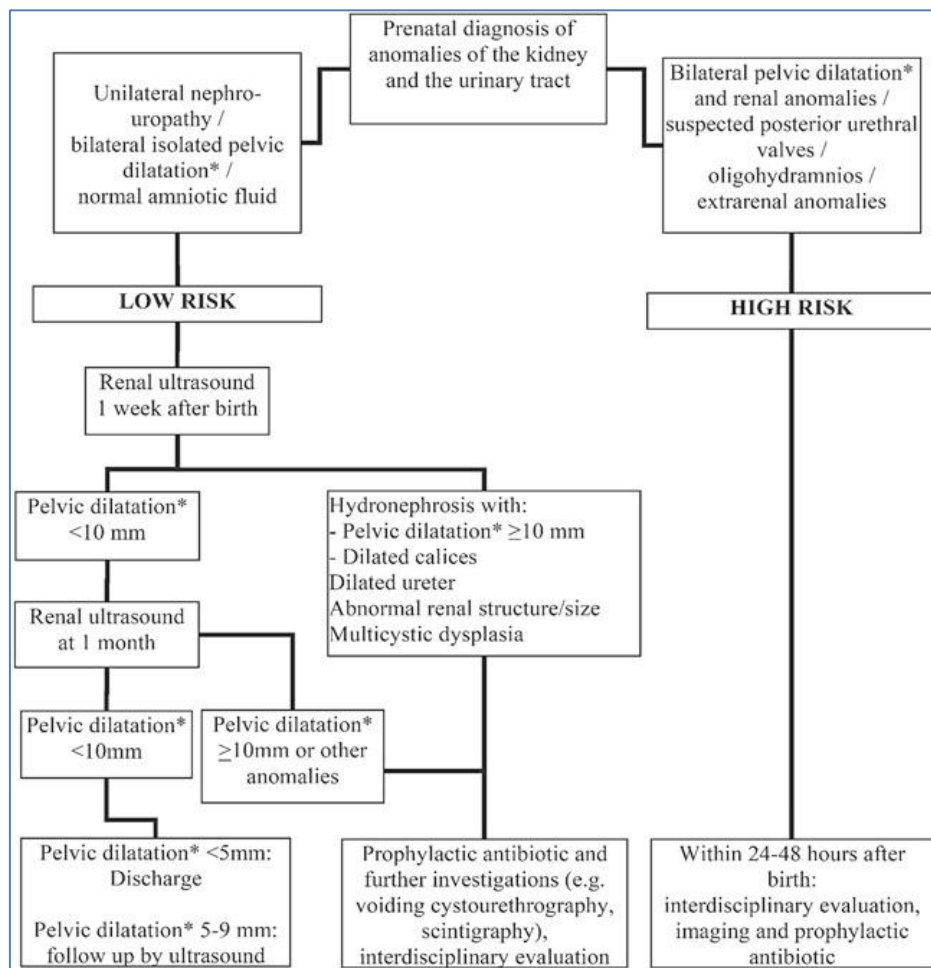 Prenatal diagnosis of
anomalies of the kidney
and the urinary tract
Unilateral nephro-
uropathy /
bilateral isolated pelvic
dilatation* /
normal amniotic fluid
Bilateral pelvic dilatation*
and renal anomalies /
suspected posterior urethral
valves /
oligohydramnios /
extrarenal anomalies
LOW RISK
HIGH RISK
Renal ultrasound
1 week after birth
Pelvic dilatation*
<10 mm
Hydronephrosis with:
- Pelvic dilatation* ≥10 mm
- Dilated calices
Dilated ureter
Abnormal renal structure/size
Multicystic dysplasia
Renal ultrasound
at 1 month
Pelvic dilatation*
<10mm
Pelvic dilatation*
≥10mm or other
anomalies
Pelvic dilatation* <5mm:
Discharge
Pelvic dilatation* 5-9 mm:
follow up by ultrasound
Prophylactic antibiotic and
further investigations (e.g.
voiding cystourethrography,
scintigraphy),
interdisciplinary evaluation
Within 24-48 hours after
birth:
interdisciplinary evaluation,
imaging and prophylactic
antibiotic